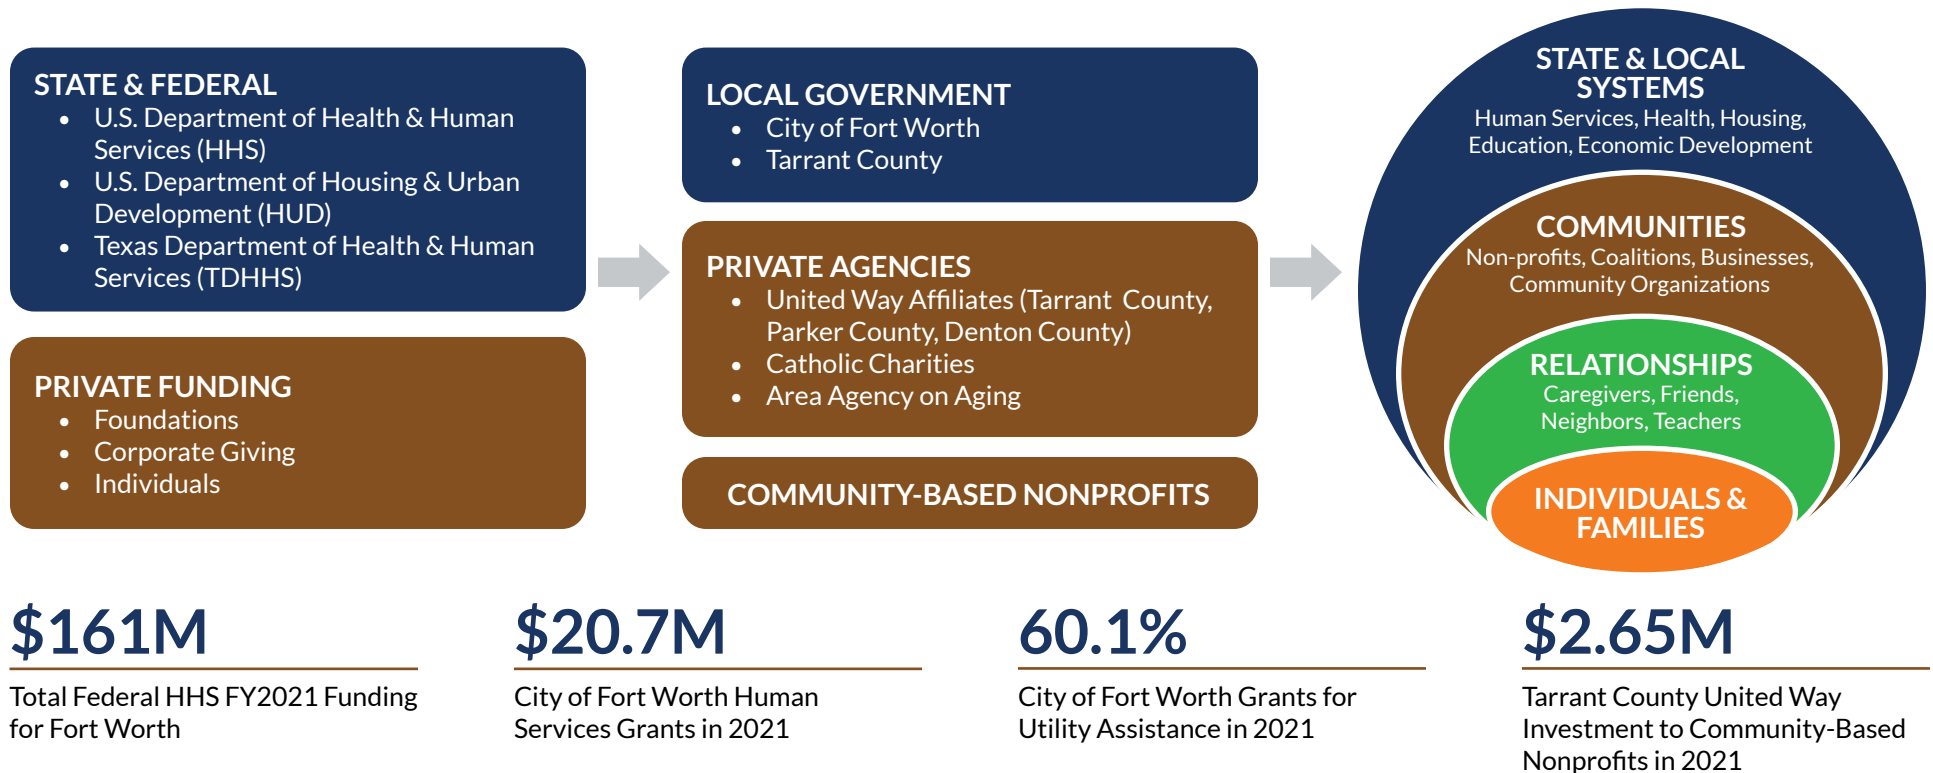 STATE & FEDERAL
• U.S. Department of Health & Human
Services (HHS)
• U.S. Department of Housing & Urban
Development (HUD)
• Texas Department of Health & Human
Services (TDHHS)
PRIVATE FUNDING
• Foundations
• Corporate Giving
• Individuals
LOCAL GOVERNMENT
• City of Fort Worth
• Tarrant County
PRIVATE AGENCIES
• United Way Affiliates (Tarrant County,
Parker County, Denton County)
• Catholic Charities
• Area Agency on Aging
COMMUNITY-BASED NONPROFITS
STATE & LOCAL
SYSTEMS
Human Services, Health, Housing,
Education, Economic Development
COMMUNITIES
Non-profits, Coalitions, Businesses,
Community Organizations
RELATIONSHIPS
Caregivers, Friends,
Neighbors, Teachers
INDIVIDUALS &
FAMILIES
$161M
Total Federal HHS FY2021 Funding
for Fort Worth
$20.7M
City of Fort Worth Human
Services Grants in 2021
60.1%
City of Fort Worth Grants for
Utility Assistance in 2021
$2.65M
Tarrant County United Way
Investment to Community-Based
Nonprofits in 2021